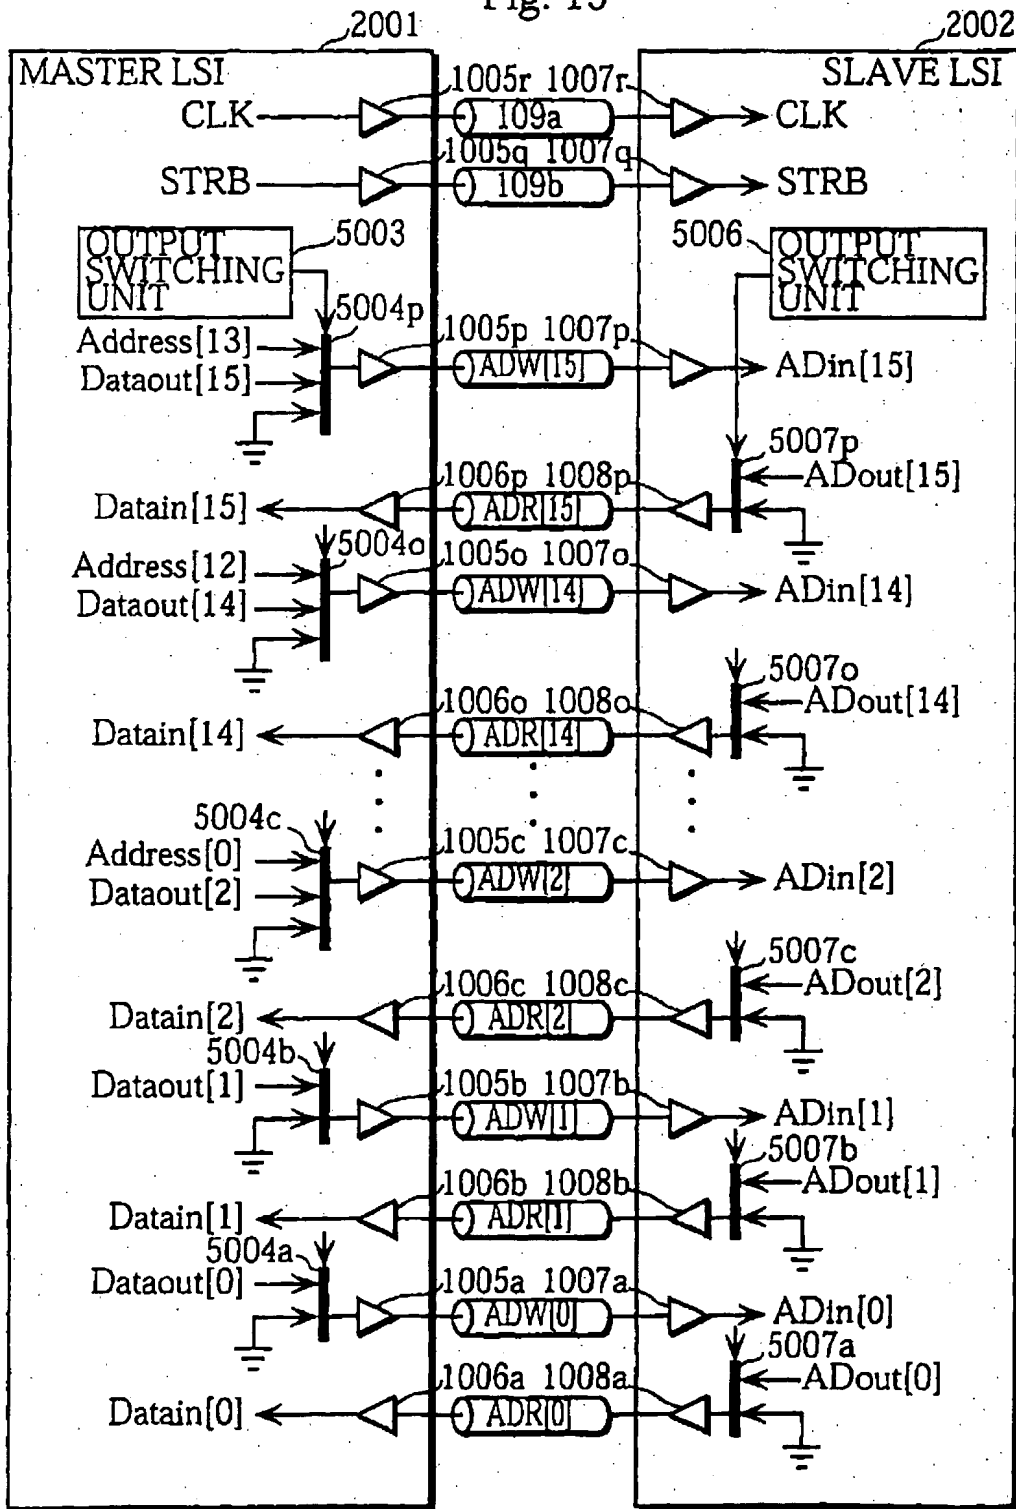 Fig. 15
2001
2002
MASTER LSI
SLAVE LSI
1005r 1007r
CLK
109a
CLK
1005q 1007q
STRB
109b
STRB
5003
OUTPUT
SWITCHING
UNIT
5006
OUTPUT
SWITCHING
UNIT
5004p
Address[13]
Dataout[15]
1005p 1007p
ADW[15]
ADin[15]
5007p
ADout[15]
1006p 1008p
Datain[15]
ADR[15]
5004o
Address[12]
Dataout[14]
1005o 1007o
ADW[14]
ADin[14]
5007o
ADout[14]
1006o 1008o
Datain[14]
ADR[14]
5004c
Address[0]
Dataout[2]
1005c 1007c
ADW[2]
ADin[2]
5007c
ADout[2]
1006c 1008c
Datain[2]
ADR[2]
5004b
Dataout[1]
1005b 1007b
ADW[1]
ADin[1]
5007b
ADout[1]
1006b 1008b
Datain[1]
ADR[1]
5004a
Dataout[0]
1005a 1007a
ADW[0]
ADin[0]
5007a
ADout[0]
1006a 1008a
Datain[0]
ADR[0]